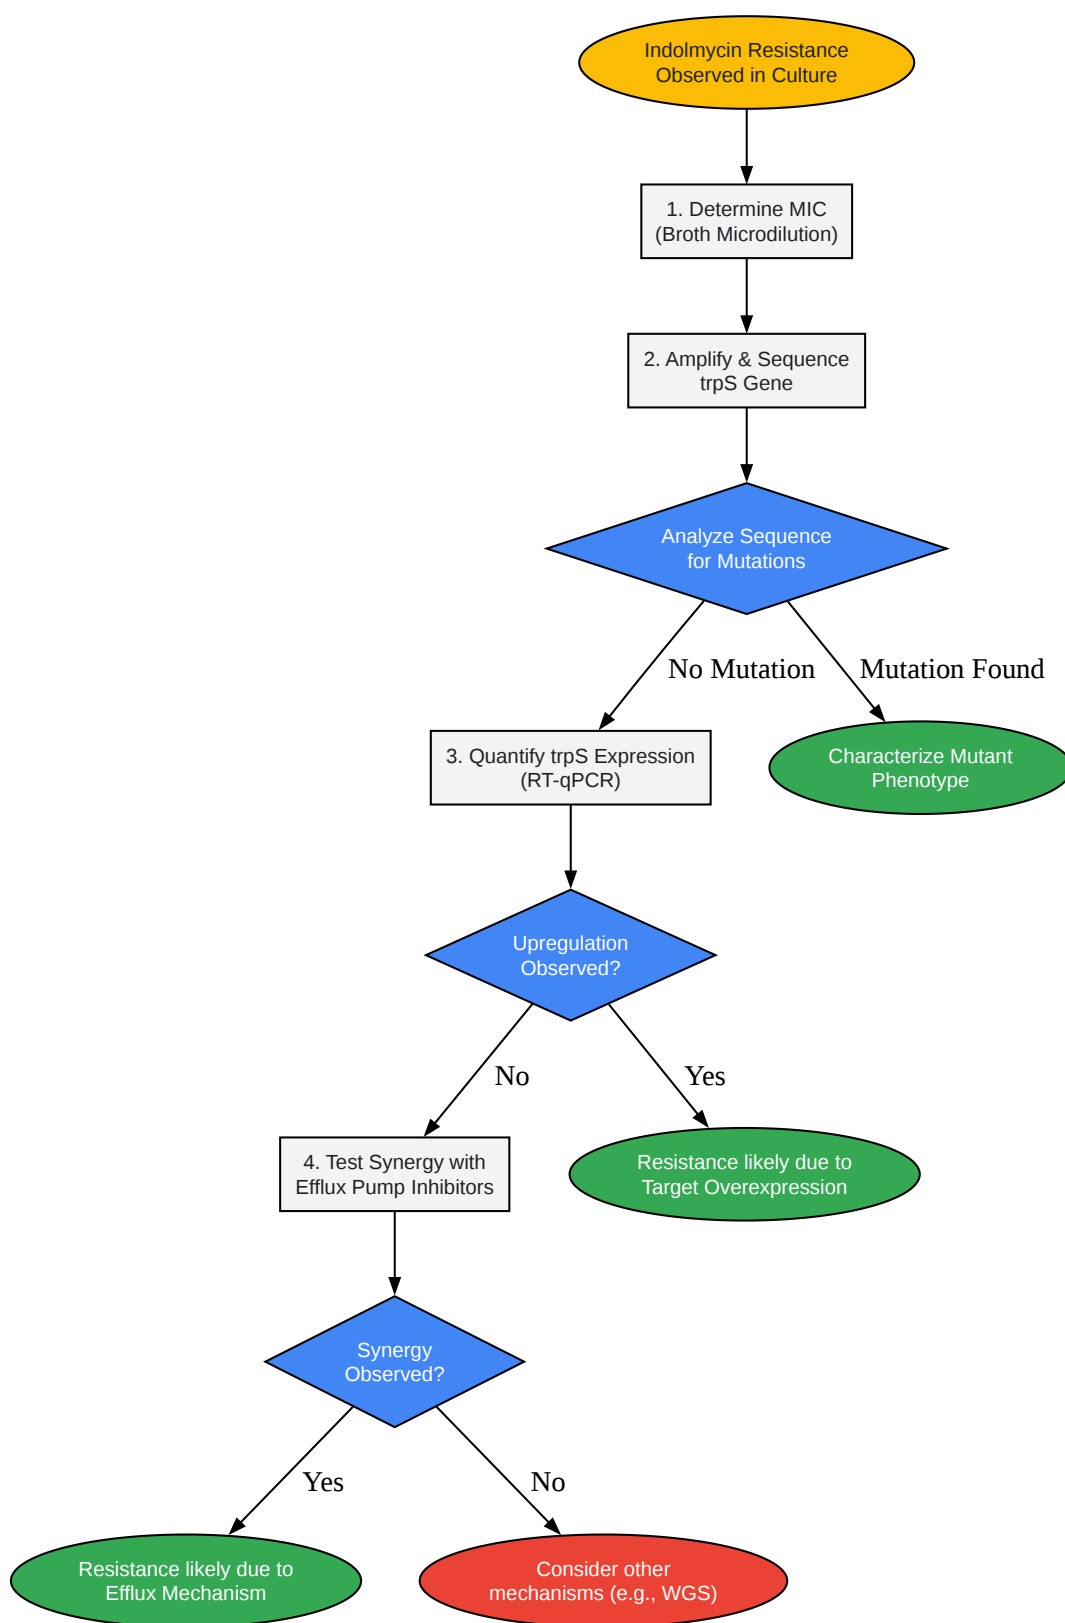 Indolmycin Resistance
Observed in Culture
1. Determine MIC
(Broth Microdilution)
2. Amplify & Sequence
trpS Gene
Analyze Sequence
for Mutations
No Mutation
Mutation Found
3. Quantify trpS Expression
(RT-qPCR)
Characterize Mutant
Phenotype
Upregulation
Observed?
No
Yes
4. Test Synergy with
Efflux Pump Inhibitors
Resistance likely due to
Target Overexpression
Synergy
Observed?
Yes
No
Resistance likely due to
Efflux Mechanism
Consider other
mechanisms (e.g., WGS)